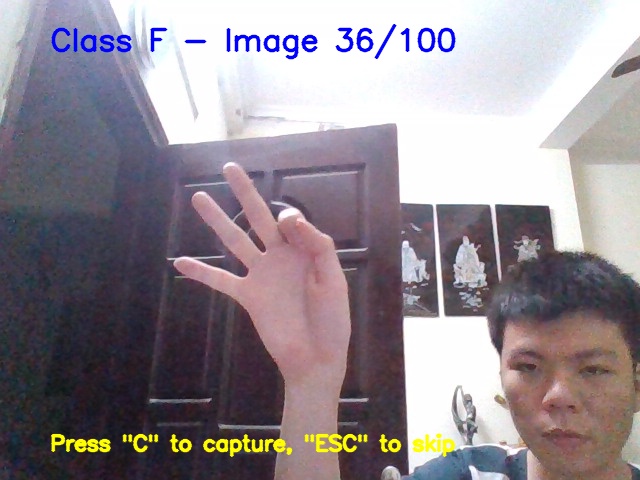 Class F - Image 36/100
Press "C" to capture, "ESC" to skip